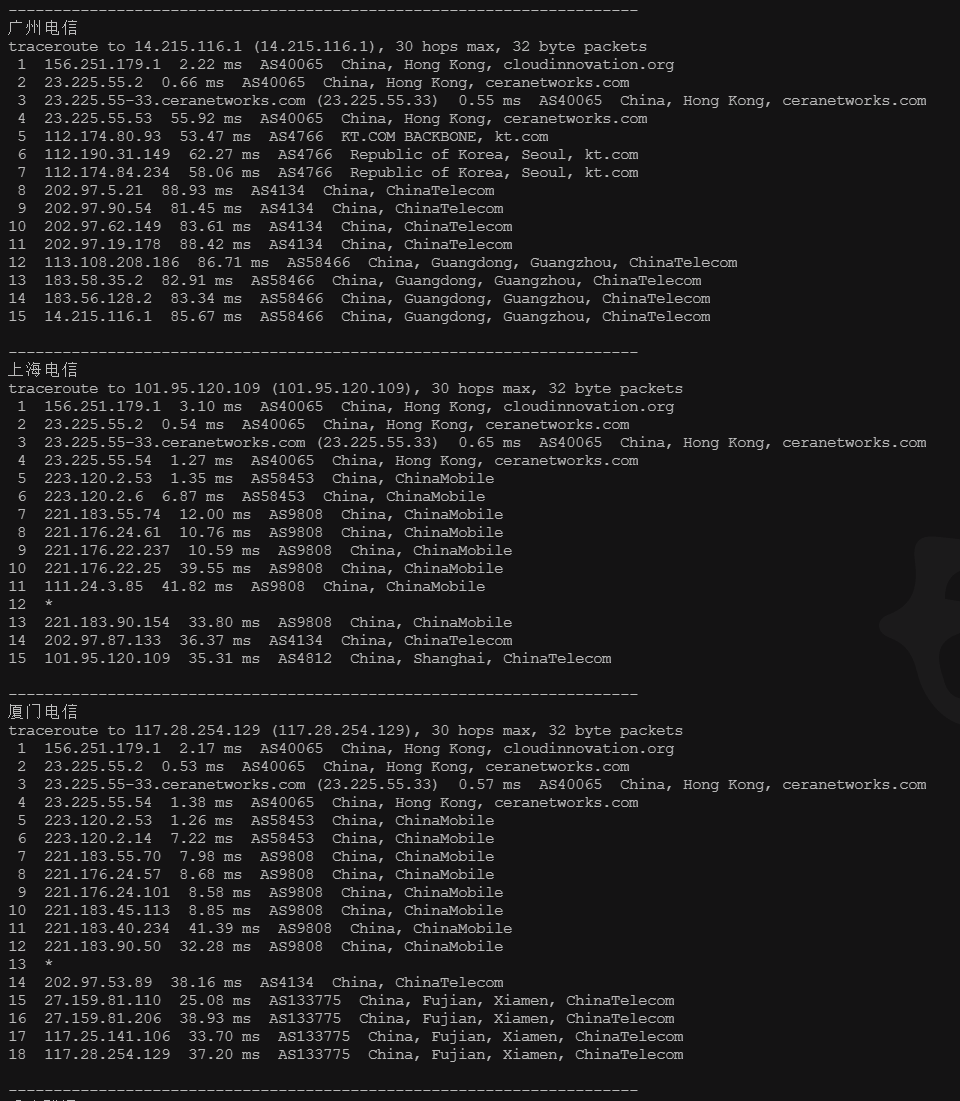 ----------------------------------------------------------------------
广州电信
traceroute to 14.215.116.1 (14.215.116.1), 30 hops max, 32 byte packets
 1  156.251.179.1  2.22 ms  AS40065  China, Hong Kong, cloudinnovation.org
 2  23.225.55.2  0.66 ms  AS40065  China, Hong Kong, ceranetworks.com
 3  23.225.55-33.ceranetworks.com (23.225.55.33)  0.55 ms  AS40065  China, Hong Kong, ceranetworks.com
 4  23.225.55.53  55.92 ms  AS40065  China, Hong Kong, ceranetworks.com
 5  112.174.80.93  53.47 ms  AS4766  KT.COM BACKBONE, kt.com
 6  112.190.31.149  62.27 ms  AS4766  Republic of Korea, Seoul, kt.com
 7  112.174.84.234  58.06 ms  AS4766  Republic of Korea, Seoul, kt.com
 8  202.97.5.21  88.93 ms  AS4134  China, ChinaTelecom
 9  202.97.90.54  81.45 ms  AS4134  China, ChinaTelecom
10  202.97.62.149  83.61 ms  AS4134  China, ChinaTelecom
11  202.97.19.178  88.42 ms  AS4134  China, ChinaTelecom
12  113.108.208.186  86.71 ms  AS58466  China, Guangdong, Guangzhou, ChinaTelecom
13  183.58.35.2  82.91 ms  AS58466  China, Guangdong, Guangzhou, ChinaTelecom
14  183.56.128.2  83.34 ms  AS58466  China, Guangdong, Guangzhou, ChinaTelecom
15  14.215.116.1  85.67 ms  AS58466  China, Guangdong, Guangzhou, ChinaTelecom
----------------------------------------------------------------------
上海电信
traceroute to 101.95.120.109 (101.95.120.109), 30 hops max, 32 byte packets
 1  156.251.179.1  3.10 ms  AS40065  China, Hong Kong, cloudinnovation.org
 2  23.225.55.2  0.54 ms  AS40065  China, Hong Kong, ceranetworks.com
 3  23.225.55-33.ceranetworks.com (23.225.55.33)  0.65 ms  AS40065  China, Hong Kong, ceranetworks.com
 4  23.225.55.54  1.27 ms  AS40065  China, Hong Kong, ceranetworks.com
 5  223.120.2.53  1.35 ms  AS58453  China, ChinaMobile
 6  223.120.2.6  6.87 ms  AS58453  China, ChinaMobile
 7  221.183.55.74  12.00 ms  AS9808  China, ChinaMobile
 8  221.176.24.61  10.76 ms  AS9808  China, ChinaMobile
 9  221.176.22.237  10.59 ms  AS9808  China, ChinaMobile
10  221.176.22.25  39.55 ms  AS9808  China, ChinaMobile
11  111.24.3.85  41.82 ms  AS9808  China, ChinaMobile
12  *
13  221.183.90.154  33.80 ms  AS9808  China, ChinaMobile
14  202.97.87.133  36.37 ms  AS4134  China, ChinaTelecom
15  101.95.120.109  35.31 ms  AS4812  China, Shanghai, ChinaTelecom
----------------------------------------------------------------------
厦门电信
traceroute to 117.28.254.129 (117.28.254.129), 30 hops max, 32 byte packets
 1  156.251.179.1  2.17 ms  AS40065  China, Hong Kong, cloudinnovation.org
 2  23.225.55.2  0.53 ms  AS40065  China, Hong Kong, ceranetworks.com
 3  23.225.55-33.ceranetworks.com (23.225.55.33)  0.57 ms  AS40065  China, Hong Kong, ceranetworks.com
 4  23.225.55.54  1.38 ms  AS40065  China, Hong Kong, ceranetworks.com
 5  223.120.2.53  1.26 ms  AS58453  China, ChinaMobile
 6  223.120.2.14  7.22 ms  AS58453  China, ChinaMobile
 7  221.183.55.70  7.98 ms  AS9808  China, ChinaMobile
 8  221.176.24.57  8.68 ms  AS9808  China, ChinaMobile
 9  221.176.24.101  8.58 ms  AS9808  China, ChinaMobile
10  221.183.45.113  8.85 ms  AS9808  China, ChinaMobile
11  221.183.40.234  41.39 ms  AS9808  China, ChinaMobile
12  221.183.90.50  32.28 ms  AS9808  China, ChinaMobile
13  *
14  202.97.53.89  38.16 ms  AS4134  China, ChinaTelecom
15  27.159.81.110  25.08 ms  AS133775  China, Fujian, Xiamen, ChinaTelecom
16  27.159.81.206  38.93 ms  AS133775  China, Fujian, Xiamen, ChinaTelecom
17  117.25.141.106  33.70 ms  AS133775  China, Fujian, Xiamen, ChinaTelecom
18  117.28.254.129  37.20 ms  AS133775  China, Fujian, Xiamen, ChinaTelecom
----------------------------------------------------------------------